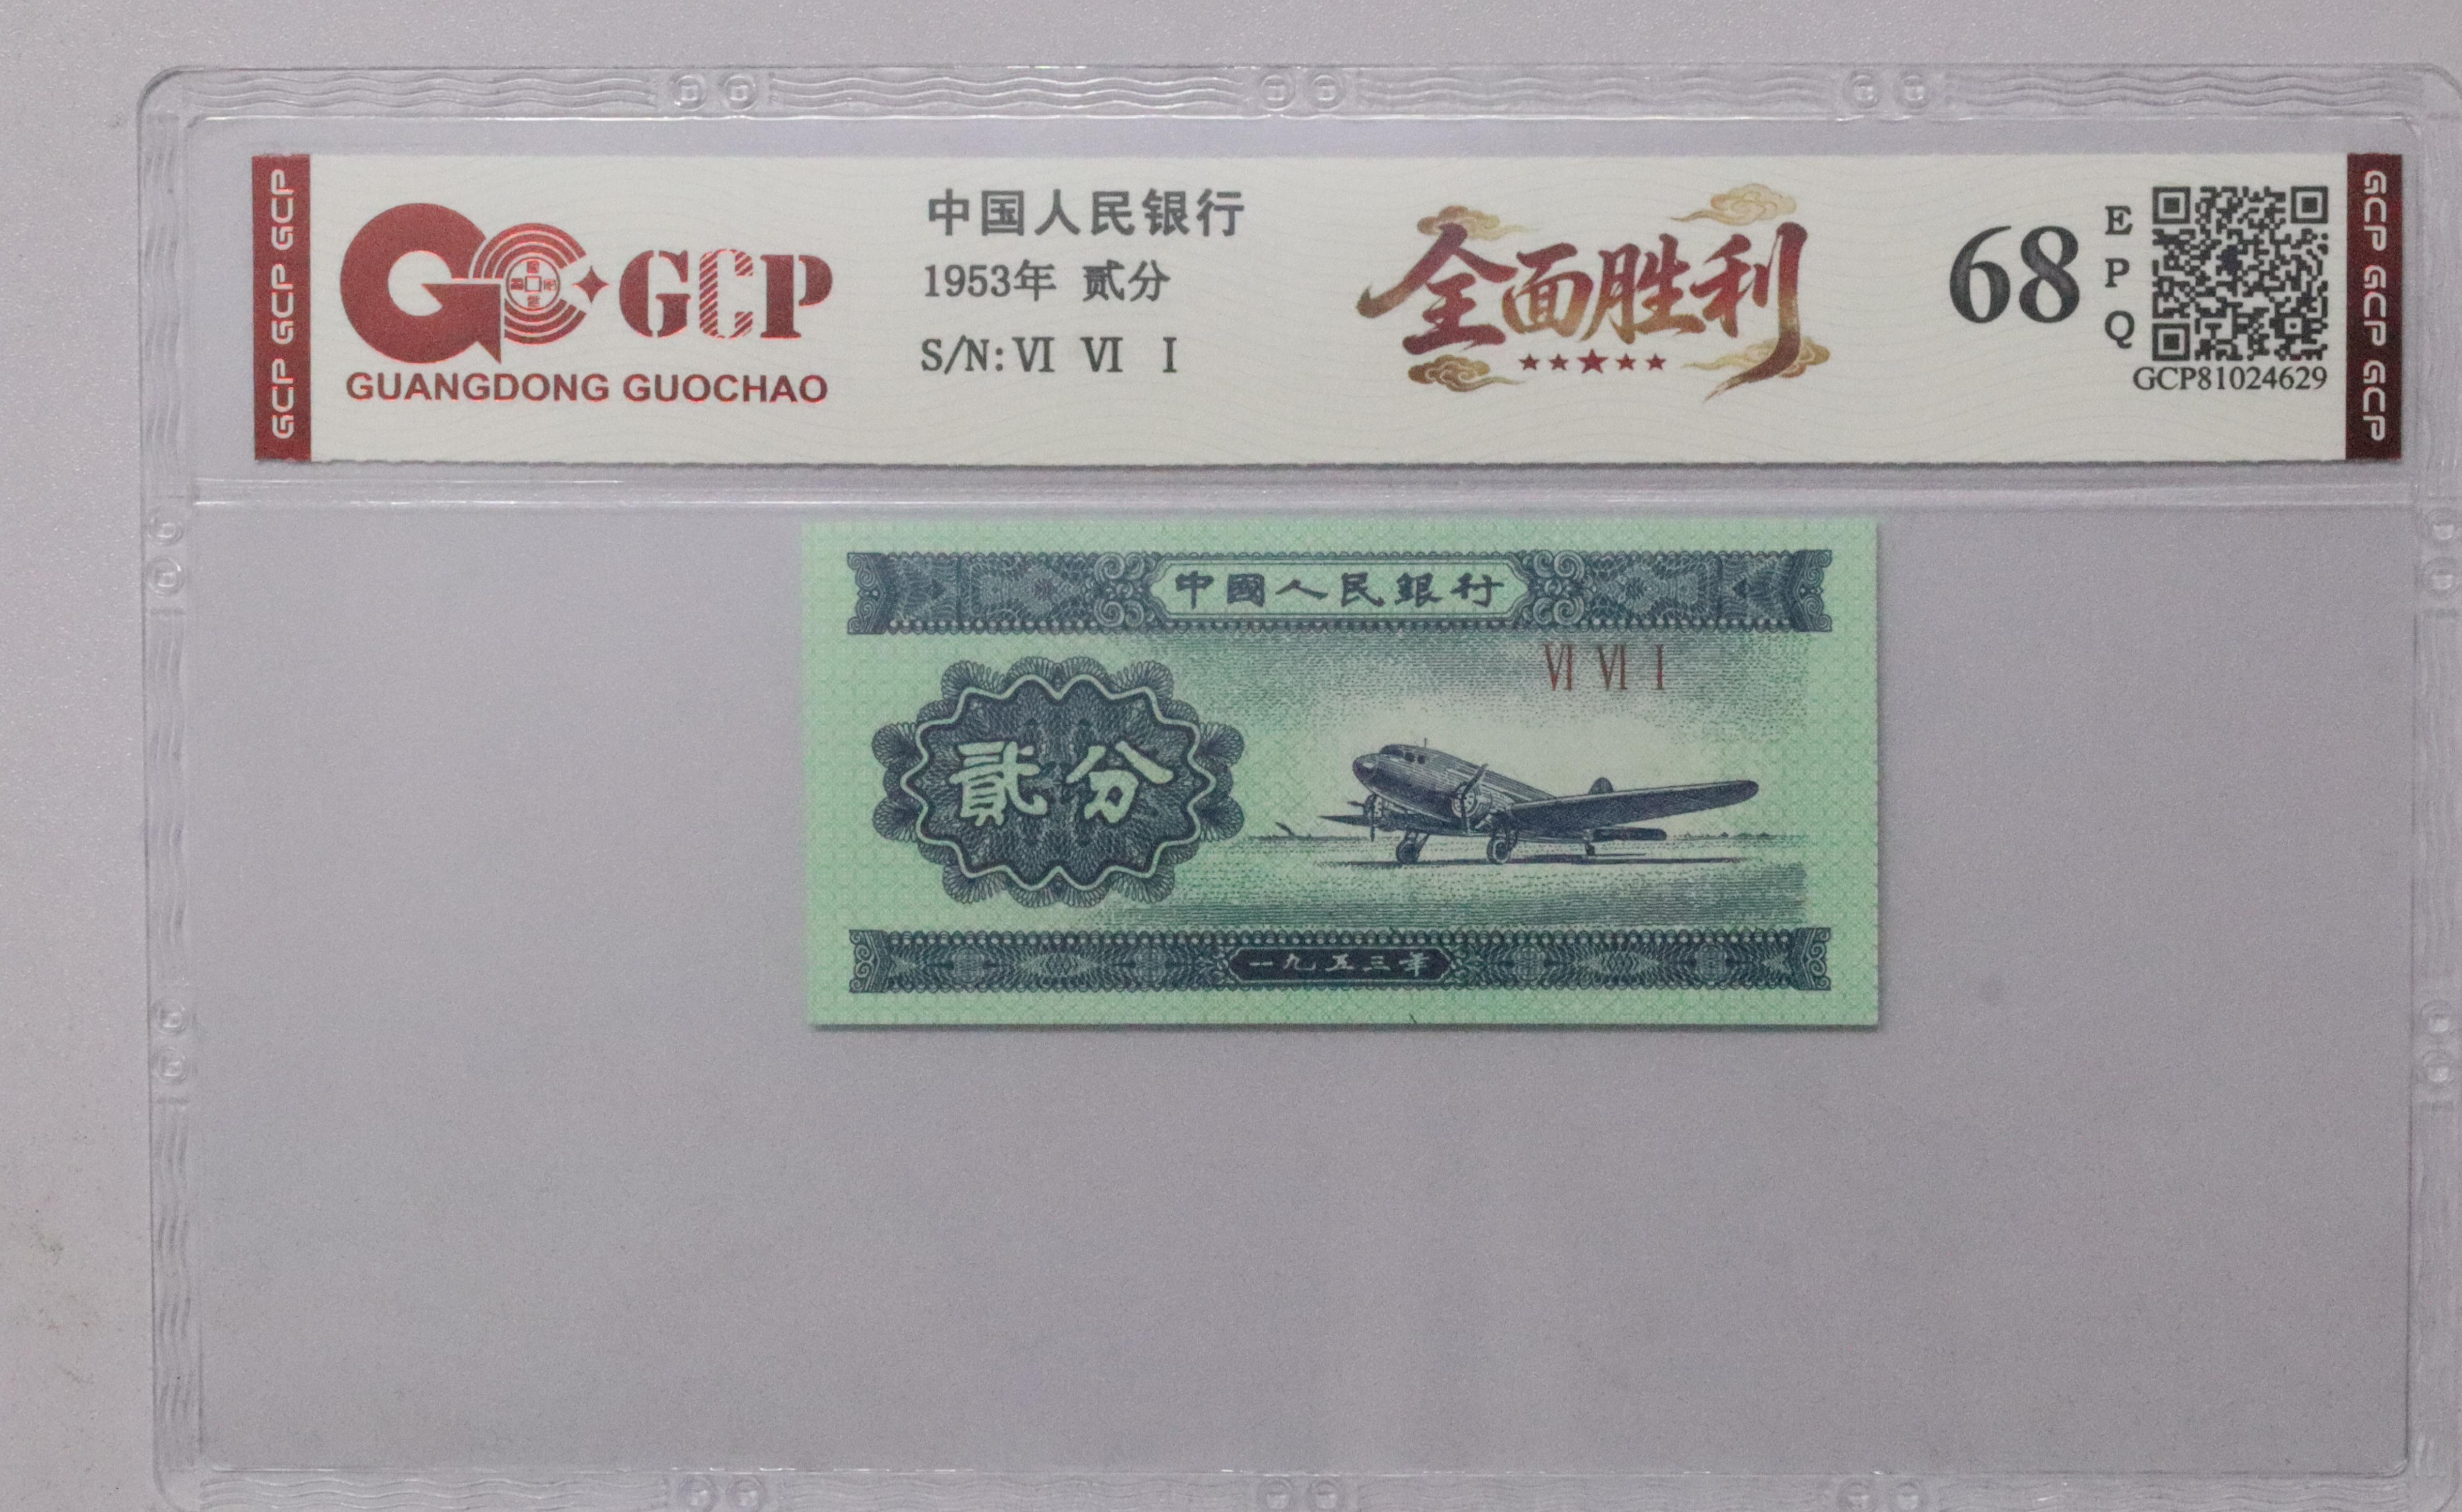 GCP GCP GCP
GCP
GUANGDONG GUOCHAO
中国人民银行
1953年 贰分
S/N: VI VI I
全面胜利
68
EPQ
GCP81024629
GCP GCP GCP
中國人民銀行
VI VI I
貳分
一九五三年